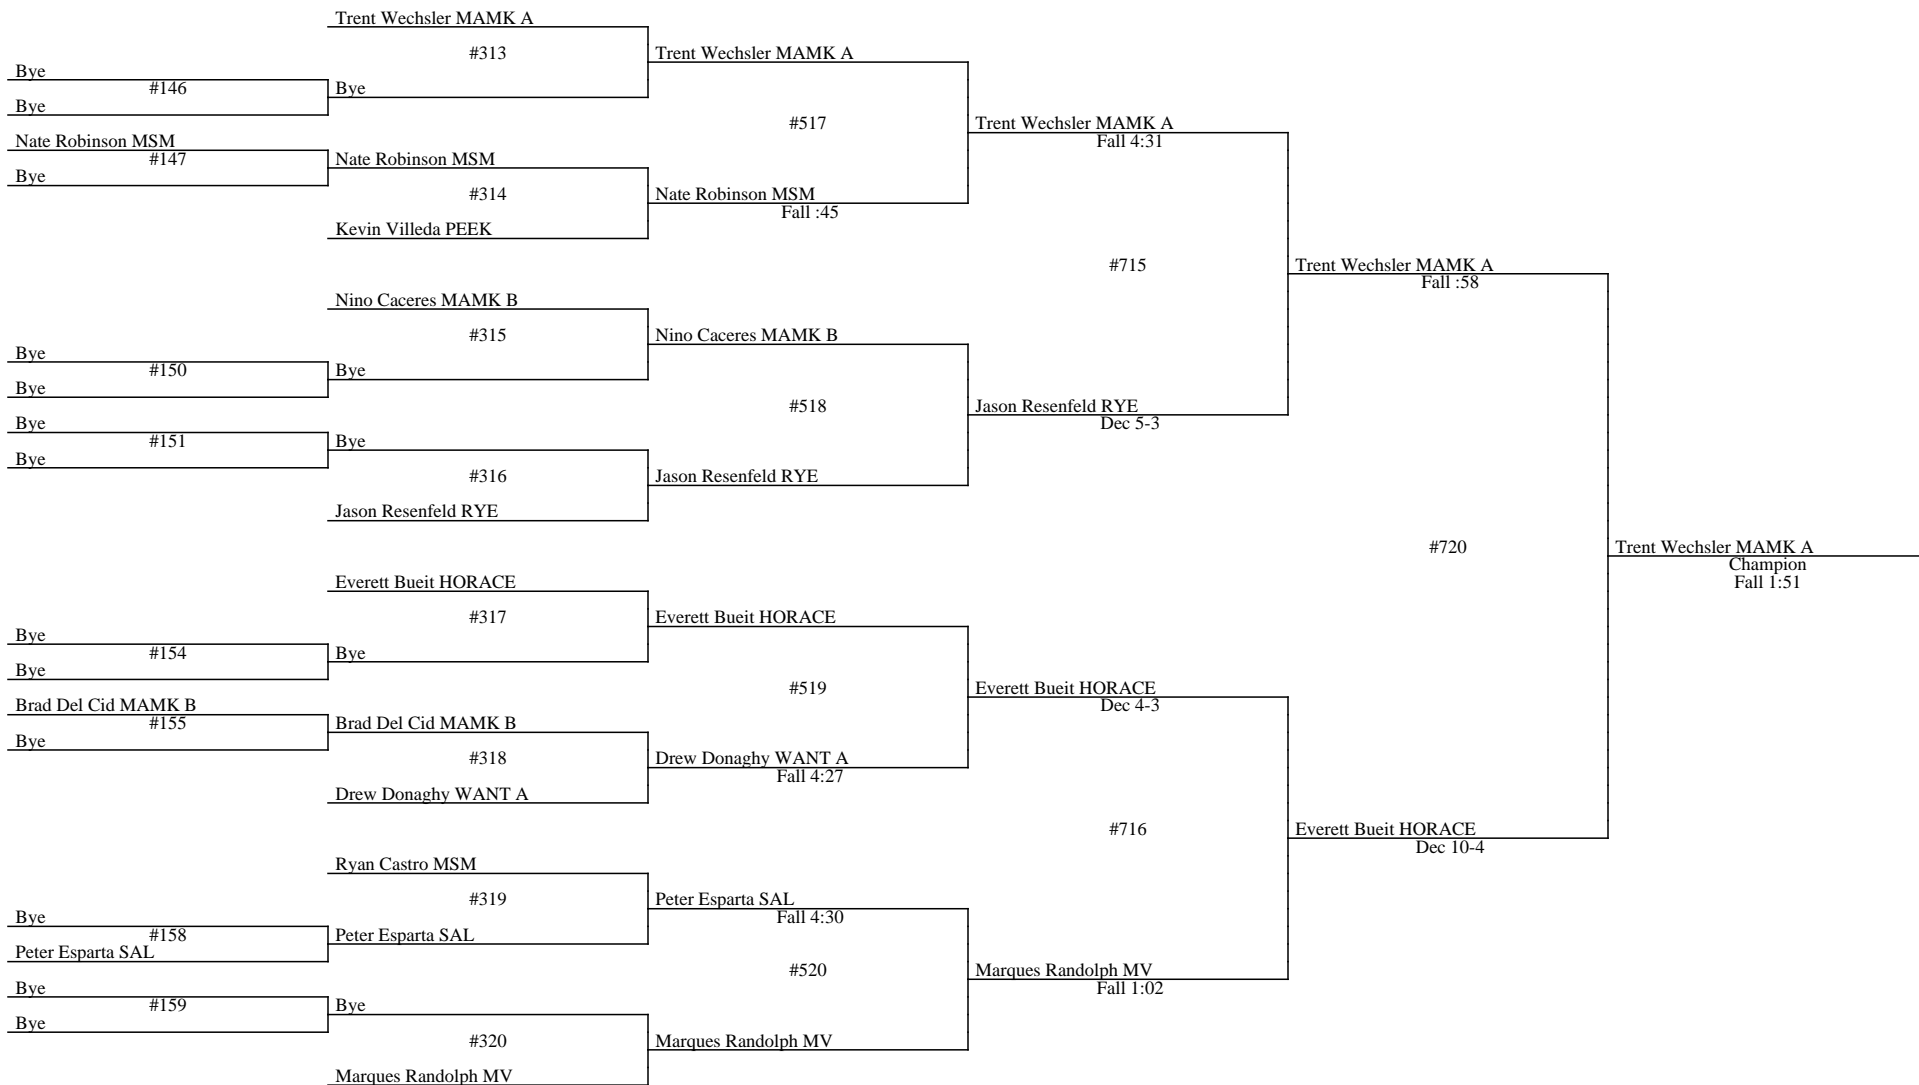 Trent Wechsler MAMK A
#313
Trent Wechsler MAMK A
Bye
#146
Bye
Bye
#517
Trent Wechsler MAMK A
Fall 4:31
Nate Robinson MSM
#147
Nate Robinson MSM
Bye
#314
Nate Robinson MSM
Fall :45
Kevin Villeda PEEK
#715
Trent Wechsler MAMK A
Fall :58
Nino Caceres MAMK B
#315
Nino Caceres MAMK B
Bye
#150
Bye
Bye
#518
Jason Resenfeld RYE
Dec 5-3
Bye
#151
Bye
Bye
#316
Jason Resenfeld RYE
Jason Resenfeld RYE
#720
Trent Wechsler MAMK A
Champion
Fall 1:51
Everett Bueit HORACE
#317
Everett Bueit HORACE
Bye
#154
Bye
Bye
#519
Everett Bueit HORACE
Dec 4-3
Brad Del Cid MAMK B
#155
Brad Del Cid MAMK B
Bye
#318
Drew Donaghy WANT A
Fall 4:27
Drew Donaghy WANT A
#716
Everett Bueit HORACE
Dec 10-4
Ryan Castro MSM
#319
Peter Esparta SAL
Fall 4:30
Bye
#158
Peter Esparta SAL
Peter Esparta SAL
#520
Marques Randolph MV
Fall 1:02
Bye
#159
Bye
Bye
#320
Marques Randolph MV
Marques Randolph MV